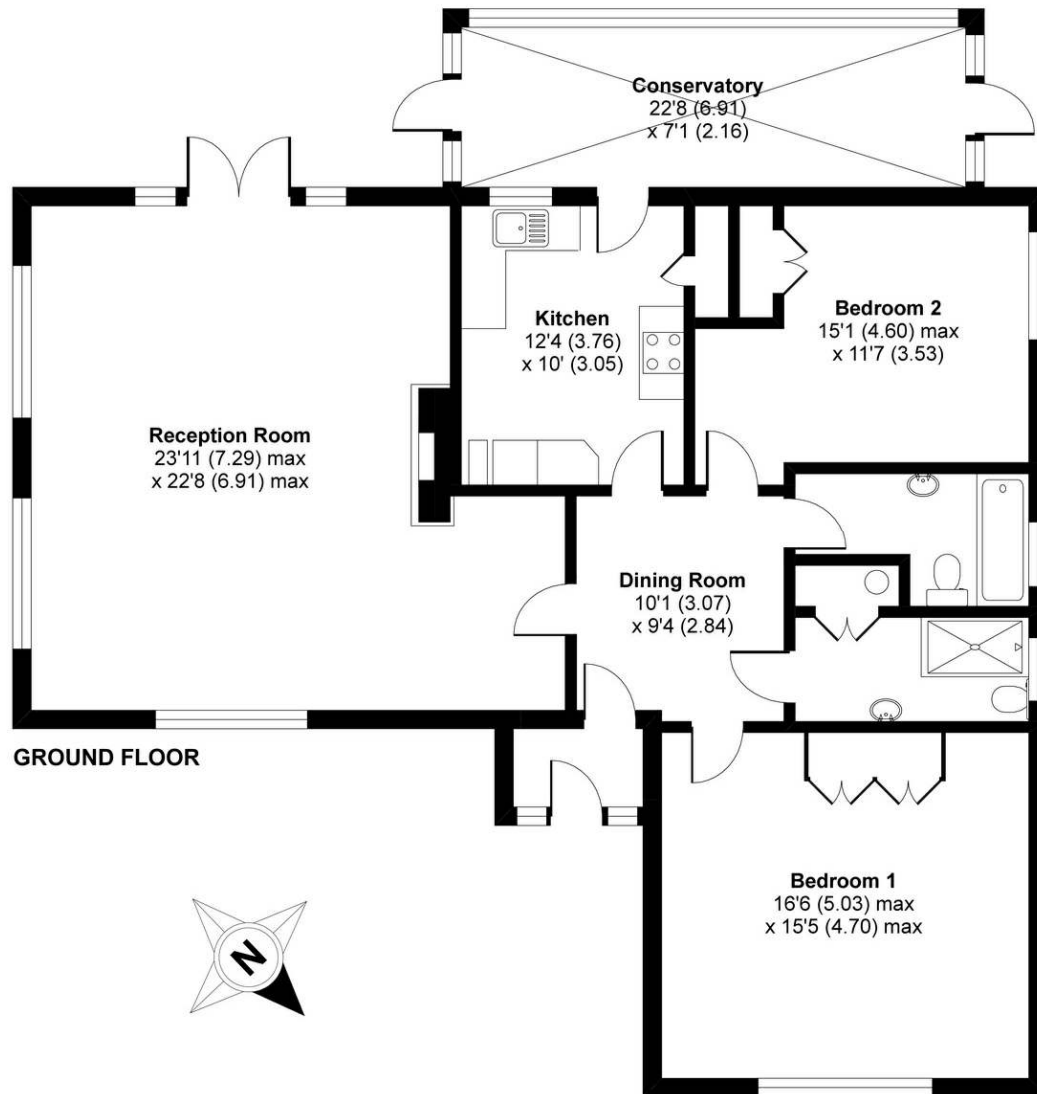 Conservatory
22'8 (6.91)
x 7'1 (2.16)
Kitchen
12'4 (3.76)
x 10' (3.05)
Bedroom 2
15'1 (4.60) max
x 11'7 (3.53)
Reception Room
23'11 (7.29) max
x 22'8 (6.91) max
Dining Room
10'1 (3.07)
x 9'4 (2.84)
GROUND FLOOR
Bedroom 1
16'6 (5.03) max
x 15'5 (4.70) max
N